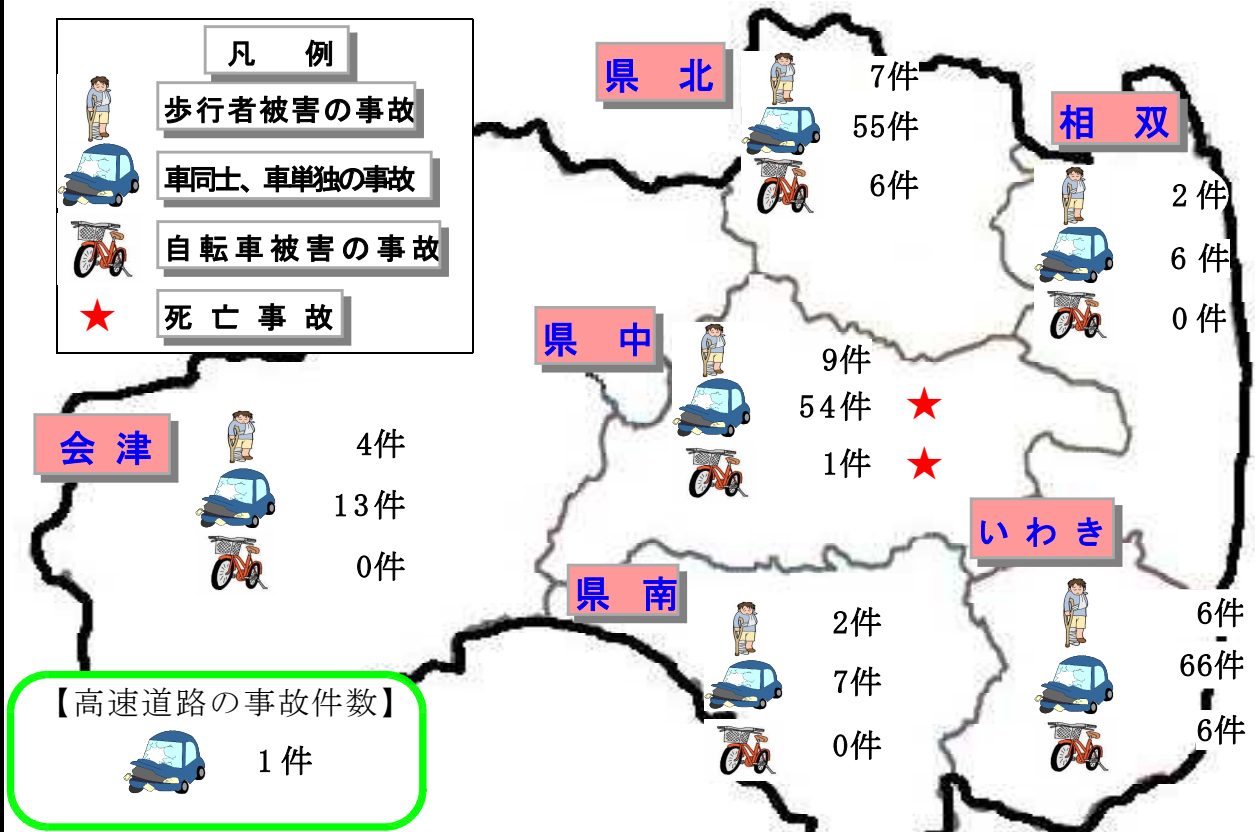 凡 例
歩行者被害の事故
車同士、車単独の事故
自転車被害の事故
★ 死亡事故
県 北
7件
55件
6件
相 双
2件
6件
0件
県 中
9件
54件 ★
1件 ★
会 津
4件
13件
0件
いわき
6件
66件
6件
県 南
2件
7件
0件
【高速道路の事故件数】
1件